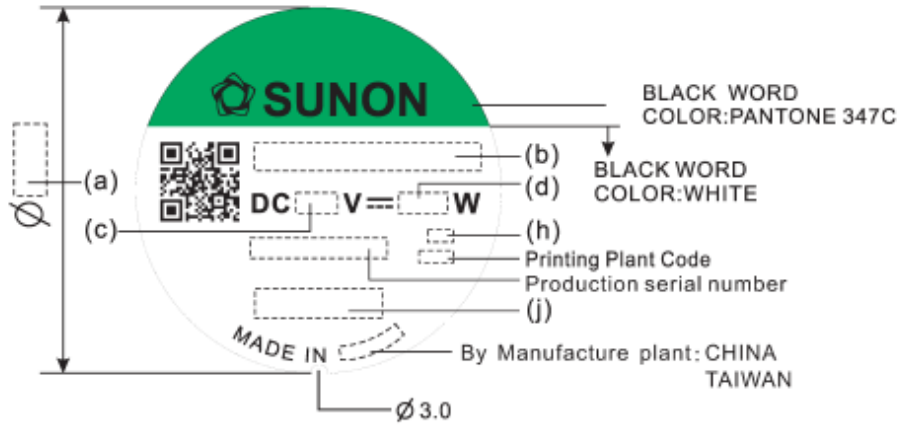 SUNON
BLACK WORD
COLOR:PANTONE 347C
(b)
BLACK WORD
COLOR:WHITE
(a)
Ø
DC V W
(d)
(c)
(h)
Printing Plant Code
Production serial number
(j)
MADE IN
By Manufacture plant: CHINA
TAIWAN
Ø 3.0